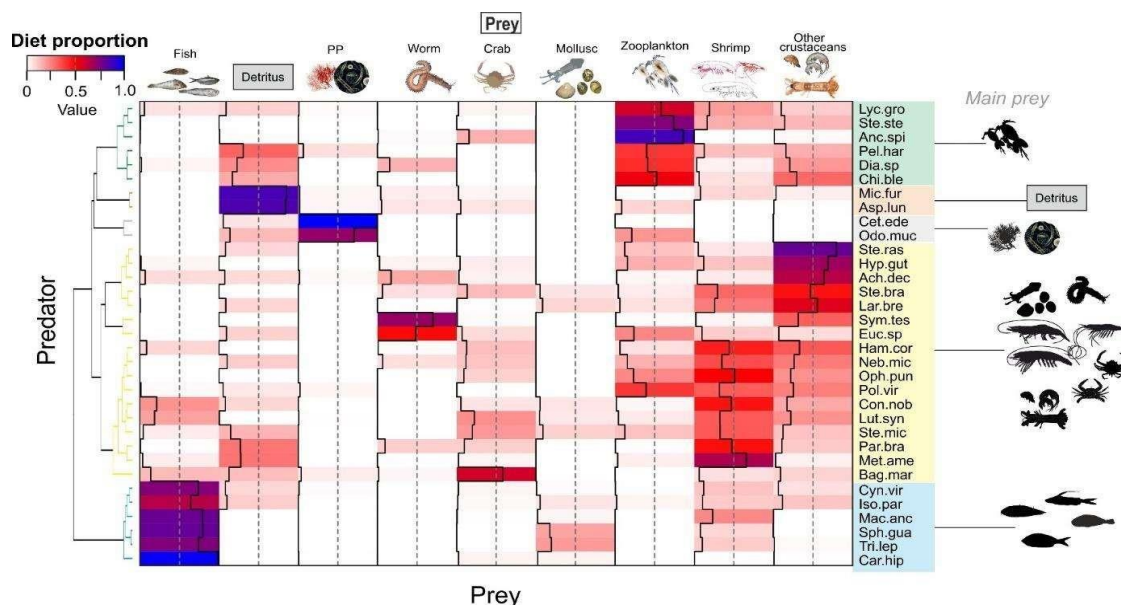 Prey
Diet proportion
0 0.5 1.0
Value
Fish
Detritus
PP
Worm
Crab
Mollusc
Zooplankton
Shrimp
Other
crustaceans
Main prey
Predator
Lyc.gro
Ste.ste
Anc.spi
Pel.har
Dia.sp
Chi.ble
Mic.fur
Asp.lun
Cet.ede
Odo.muc
Ste.ras
Hyp.gut
Ach.dec
Ste.bra
Lar.bre
Sym.tes
Euc.sp
Ham.cor
Neb.mic
Oph.pun
Pol.vir
Con.nob
Lut.syn
Ste.mic
Par.bra
Met.ame
Bag.mar
Cyn.vir
Iso.par
Mac.anc
Sph.gua
Tri.lep
Car.hip
Detritus
Prey